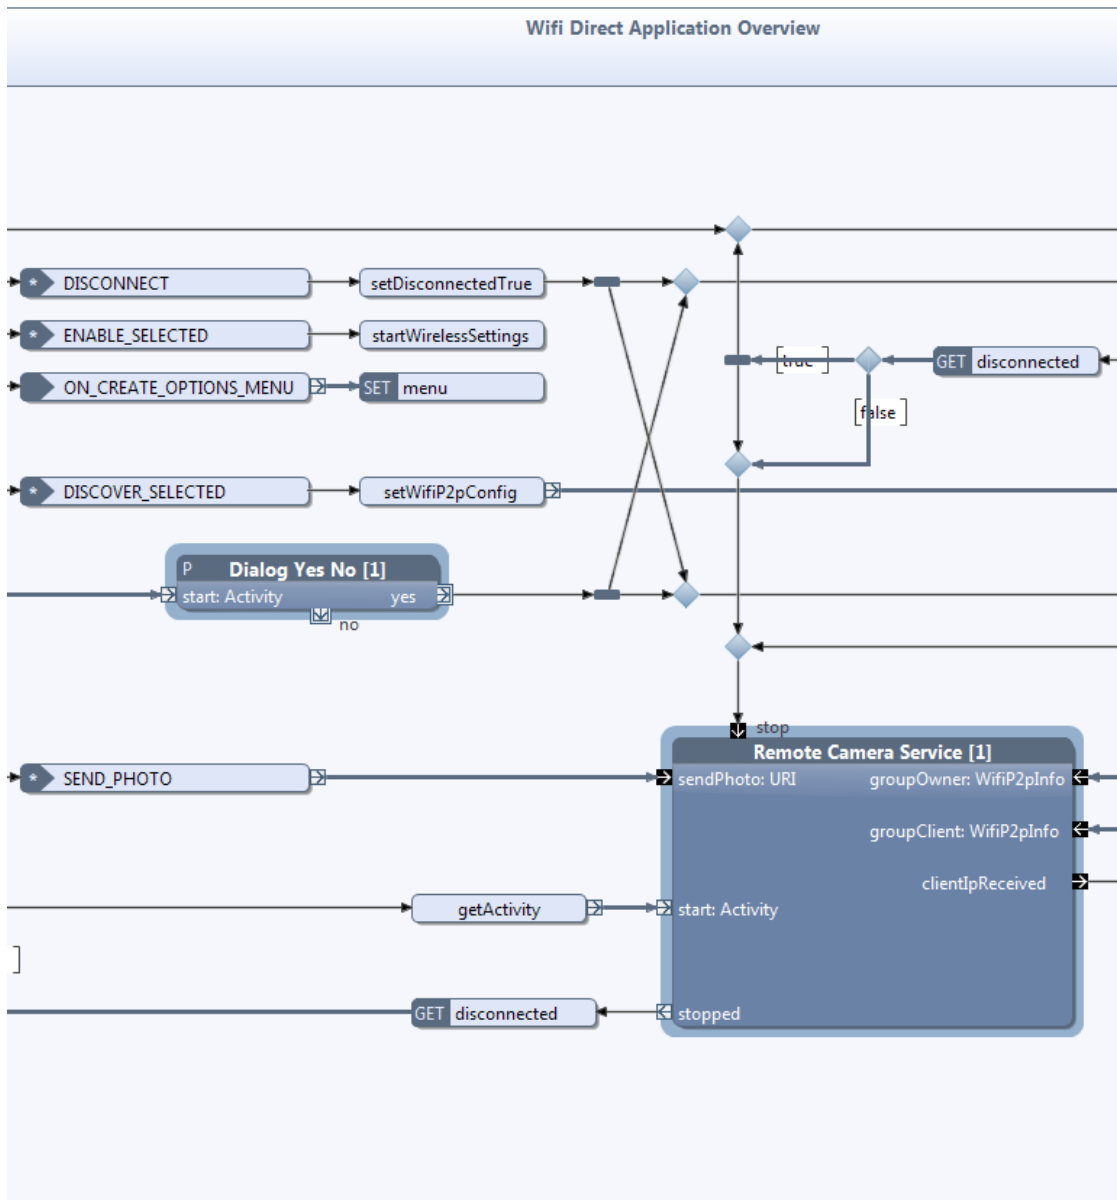 Wifi Direct Application Overview
* DISCONNECT
setDisconnectedTrue
* ENABLE_SELECTED
startWirelessSettings
[true ]
GET disconnected
ON_CREATE_OPTIONS_MENU
SET menu
[false ]
* DISCOVER_SELECTED
setWifiP2pConfig
P Dialog Yes No [1]
start: Activity yes
no
stop
Remote Camera Service [1]
* SEND_PHOTO
sendPhoto: URI groupOwner: WifiP2pInfo
groupClient: WifiP2pInfo
clientIpReceived
getActivity
start: Activity
]
GET disconnected
stopped